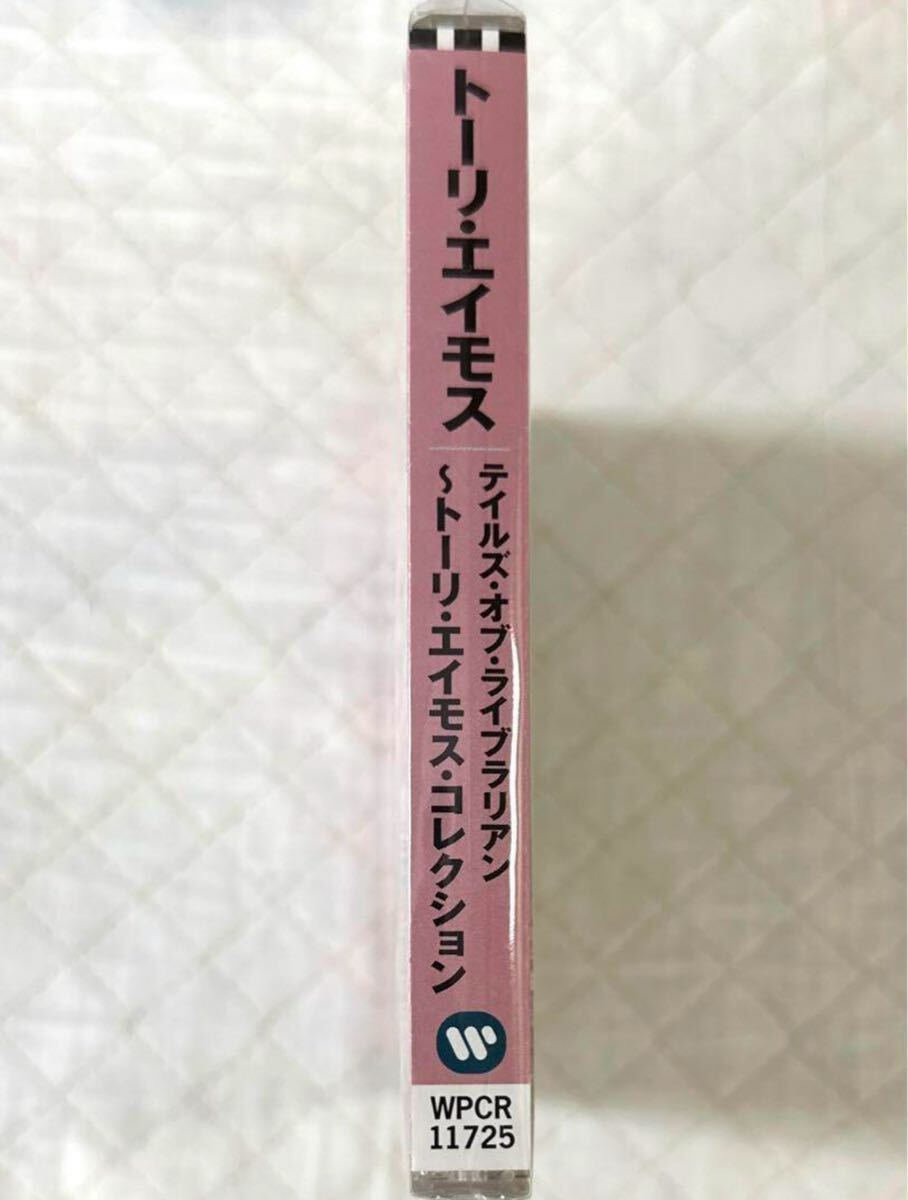 トーリ・エイモス
テイルズ・オブ・ライブラリアン
～トーリ・エイモス・コレクション
WPCR
11725